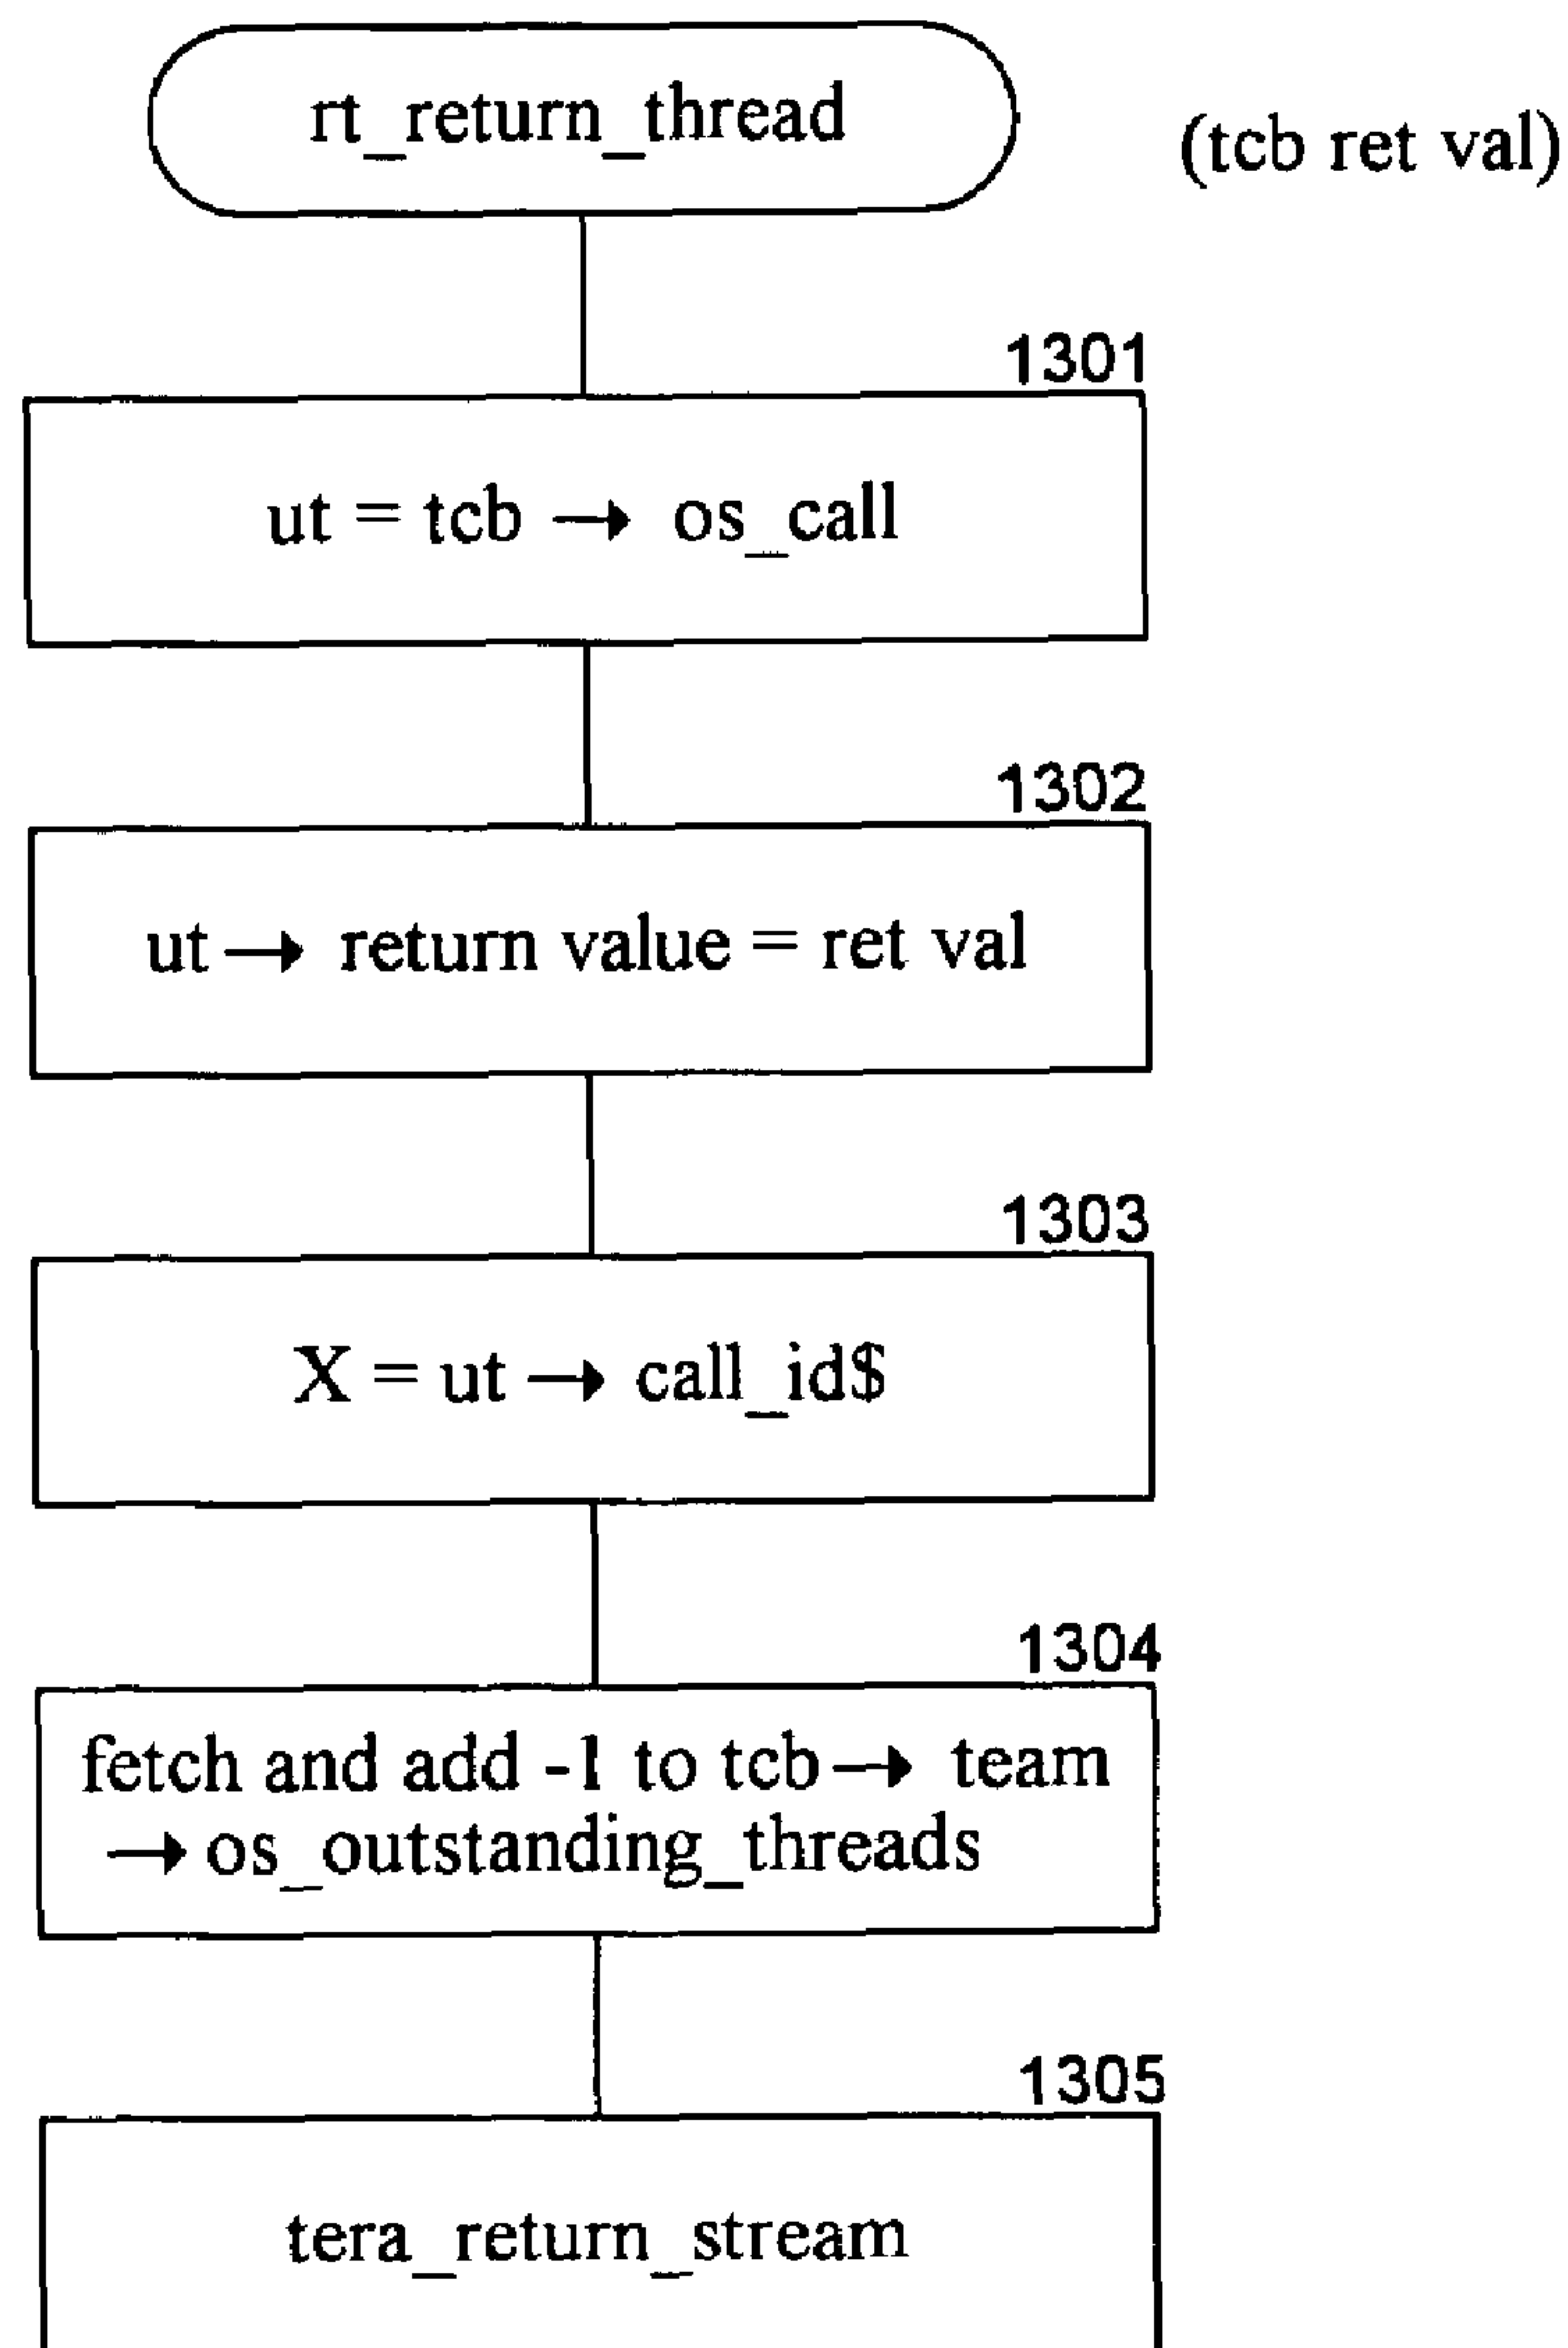 rt_return_thread
(tcb ret val)
1301
ut = tcb → os_call
1302
ut → return value = ret val
1303
X = ut → call_id$
1304
fetch and add -1 to tcb → team
→ os_outstanding_threads
1305
tera_return_stream